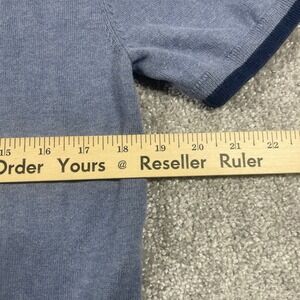 15 16 17 18 19 20 21 22
Order Yours @ Reseller Ruler